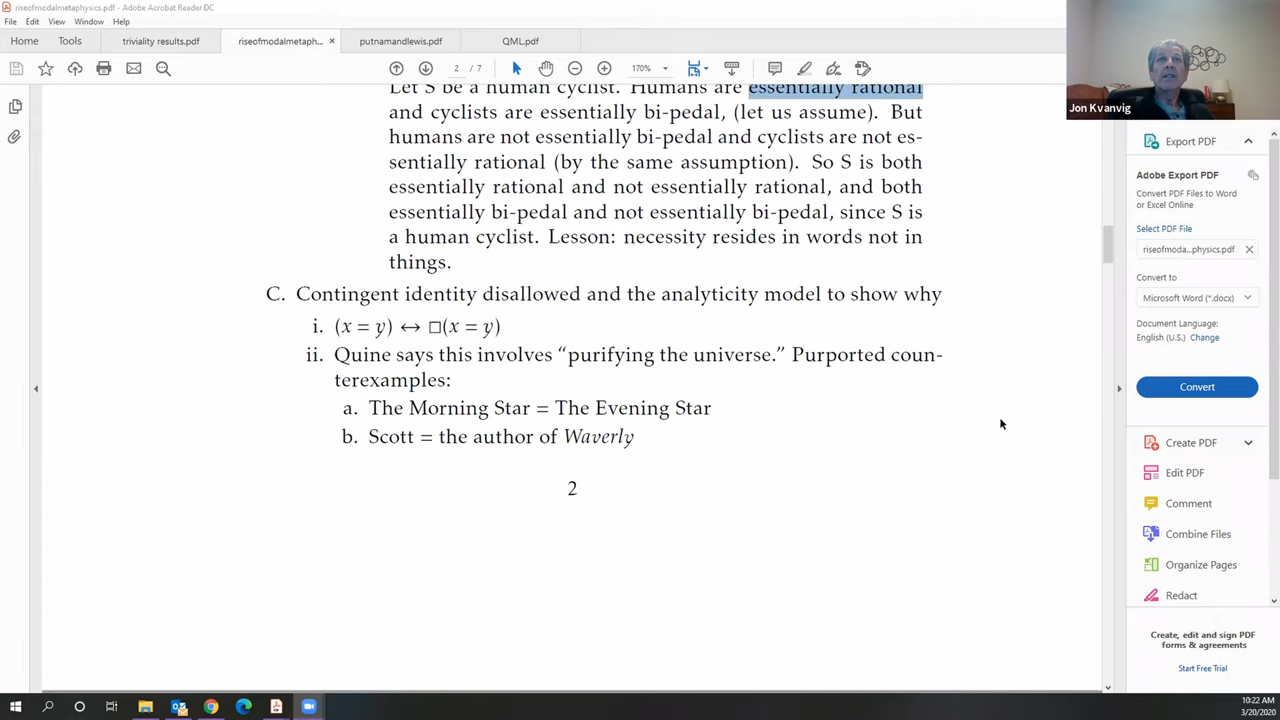 riseofmodalmetaphysics.pdf - Adobe Acrobat Reader DC
File Edit View Window Help
Home Tools triviality results.pdf riseofmodalmetaph... × putnamandlewis.pdf QML.pdf
2 / 7 170%
Jon Kvanvig
Let S be a human cyclist. Humans are essentially rational
and cyclists are essentially bi-pedal, (let us assume). But
humans are not essentially bi-pedal and cyclists are not es-
sentially rational (by the same assumption). So S is both
essentially rational and not essentially rational, and both
essentially bi-pedal and not essentially bi-pedal, since S is
a human cyclist. Lesson: necessity resides in words not in
things.
C. Contingent identity disallowed and the analyticity model to show why
i. (x = y) ↔ □(x = y)
ii. Quine says this involves “purifying the universe.” Purported coun-
terexamples:
a. The Morning Star = The Evening Star
b. Scott = the author of Waverly
2
Export PDF
Adobe Export PDF
Convert PDF Files to Word
or Excel Online
Select PDF File
riseofmoda...physics.pdf ×
Convert to
Microsoft Word (*.docx)
Document Language:
English (U.S.) Change
Convert
Create PDF
Edit PDF
Comment
Combine Files
Organize Pages
Redact
Create, edit and sign PDF
forms & agreements
Start Free Trial
10:22 AM
3/20/2020